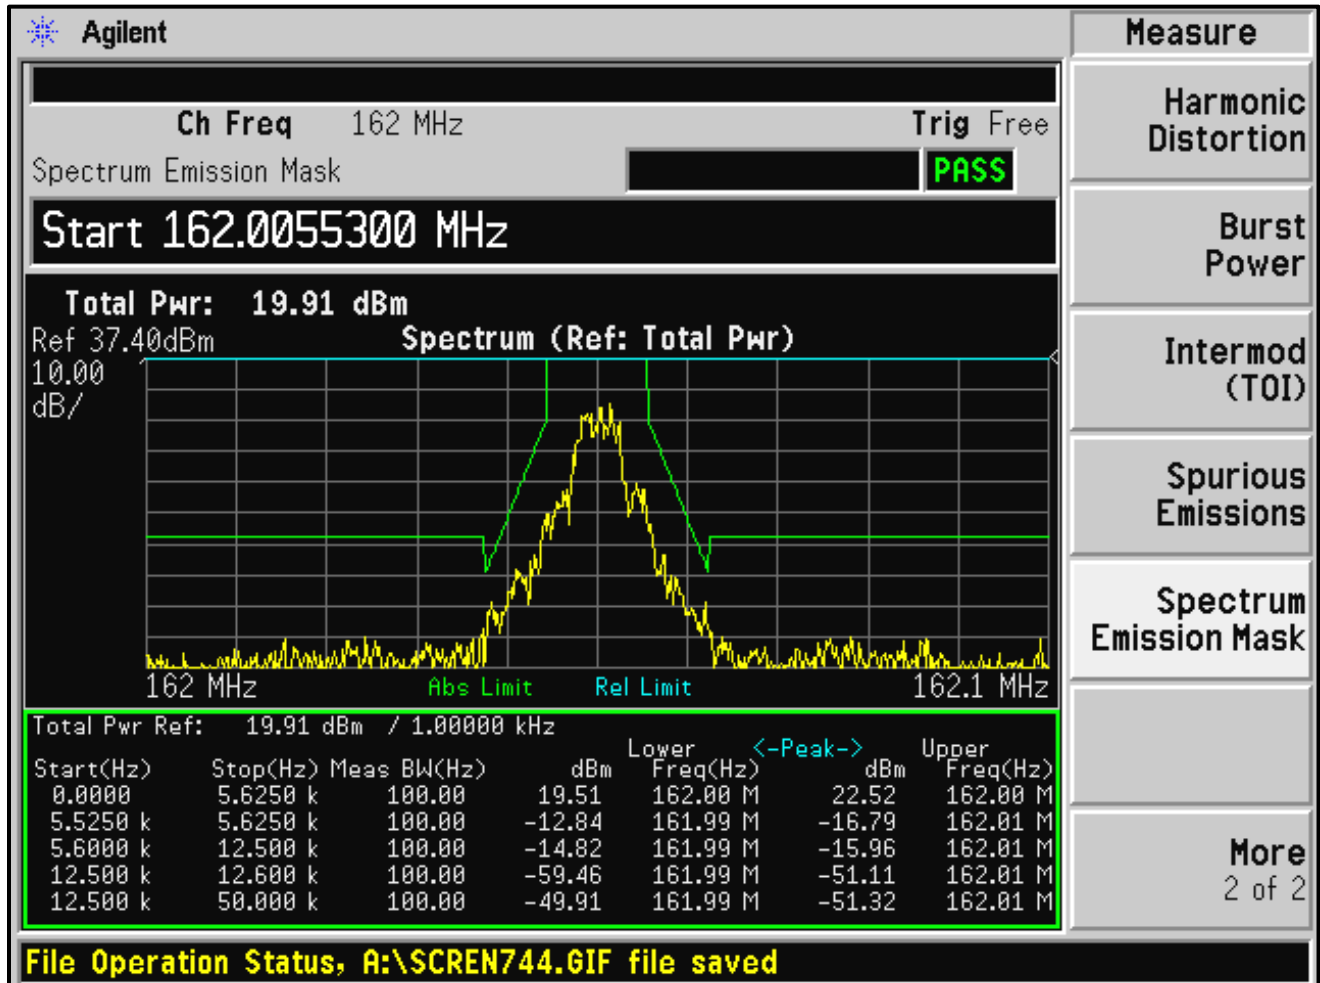 Agilent
Measure
Ch Freq 162 MHz Trig Free
Spectrum Emission Mask PASS
Start 162.0055300 MHz
Total Pwr: 19.91 dBm
Ref 37.40dBm Spectrum (Ref: Total Pwr)
10.00
dB/
162 MHz Abs Limit Rel Limit 162.1 MHz
Total Pwr Ref: 19.91 dBm / 1.00000 kHz
Lower <-Peak-> Upper
Start(Hz) Stop(Hz) Meas BW(Hz) dBm Freq(Hz) dBm Freq(Hz)
0.0000 5.6250 k 100.00 19.51 162.00 M 22.52 162.00 M
5.5250 k 5.6250 k 100.00 -12.84 161.99 M -16.79 162.01 M
5.6000 k 12.500 k 100.00 -14.82 161.99 M -15.96 162.01 M
12.500 k 12.600 k 100.00 -59.46 161.99 M -51.11 162.01 M
12.500 k 50.000 k 100.00 -49.91 161.99 M -51.32 162.01 M
Harmonic
Distortion
Burst
Power
Intermod
(TOI)
Spurious
Emissions
Spectrum
Emission Mask
More
2 of 2
File Operation Status, A:\SCREN744.GIF file saved